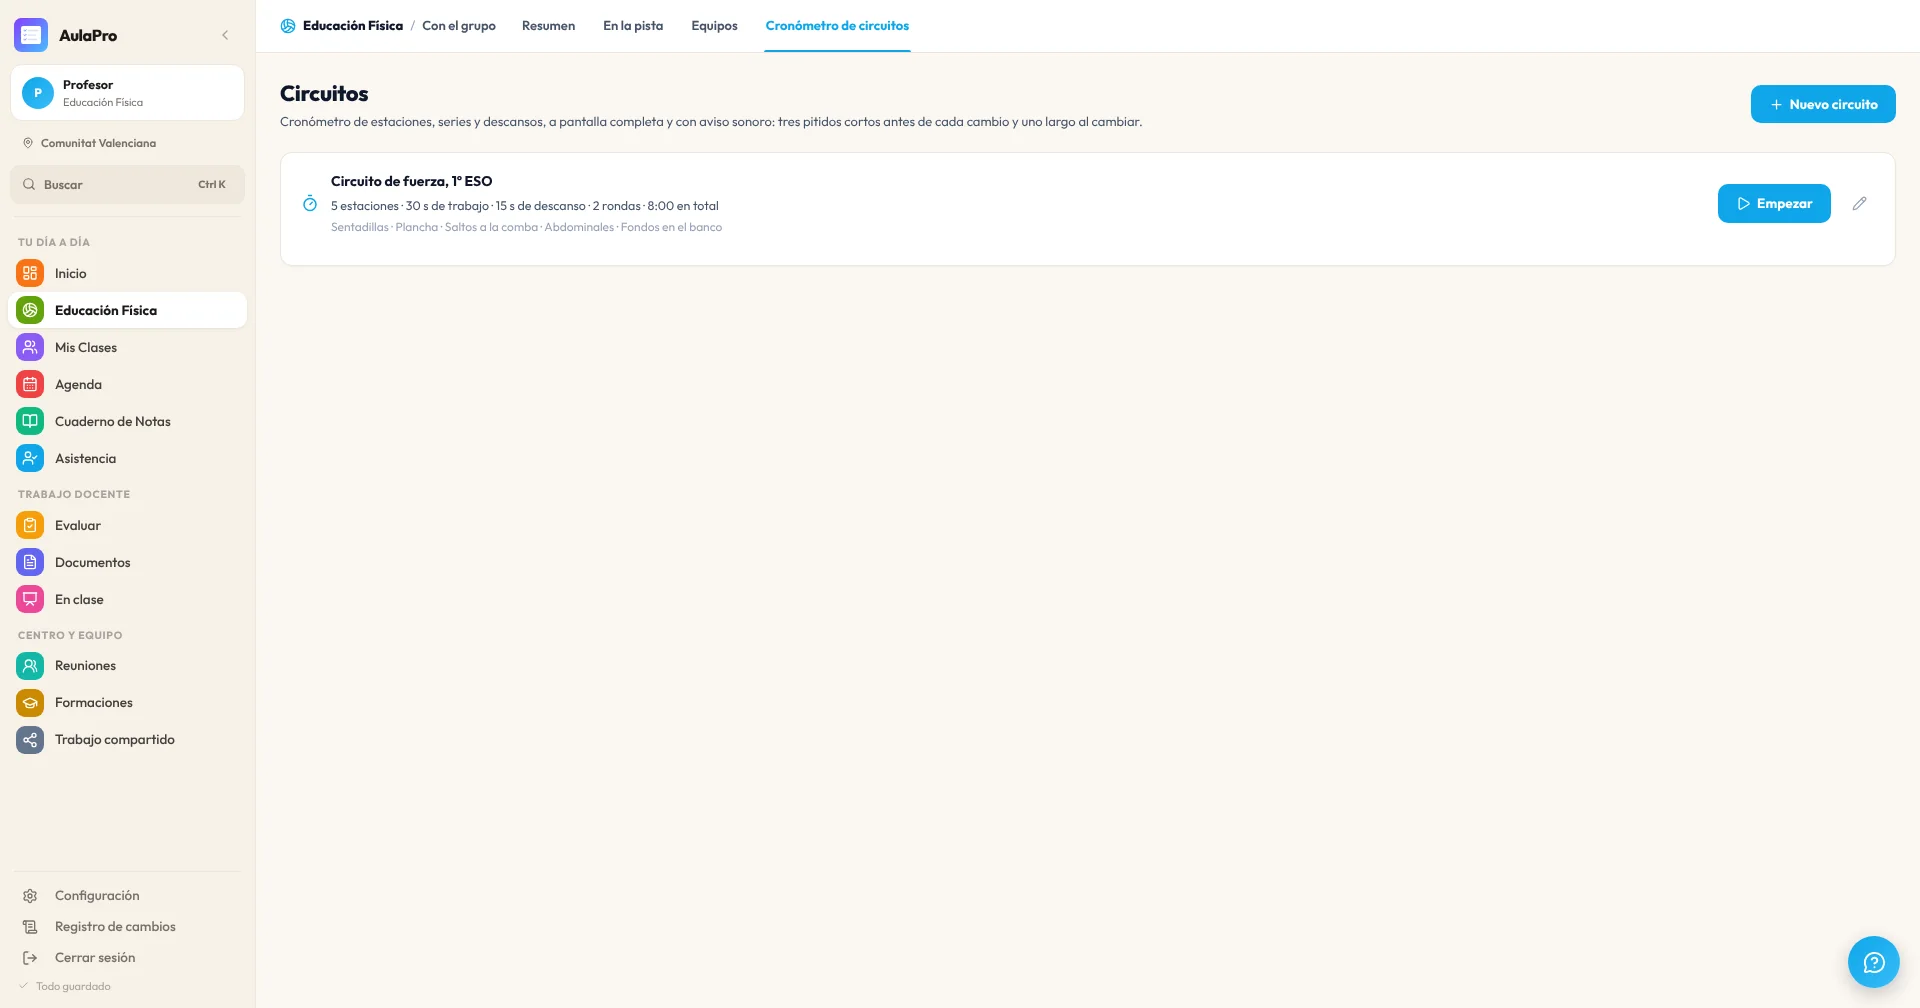 AulaPro
P
Profesor
Educación Física
Comunitat Valenciana
Buscar
Ctrl K
TU DÍA A DÍA
Inicio
Educación Física
Mis Clases
Agenda
Cuaderno de Notas
Asistencia
TRABAJO DOCENTE
Evaluar
Documentos
En clase
CENTRO Y EQUIPO
Reuniones
Formaciones
Trabajo compartido
Configuración
Registro de cambios
Cerrar sesión
Todo guardado
Educación Física / Con el grupo
Resumen
En la pista
Equipos
Cronómetro de circuitos
Circuitos
Cronómetro de estaciones, series y descansos, a pantalla completa y con aviso sonoro: tres pitidos cortos antes de cada cambio y uno largo al cambiar.
Nuevo circuito
Circuito de fuerza, 1º ESO
5 estaciones · 30 s de trabajo · 15 s de descanso · 2 rondas · 8:00 en total
Sentadillas · Plancha · Saltos a la comba · Abdominales · Fondos en el banco
Empezar